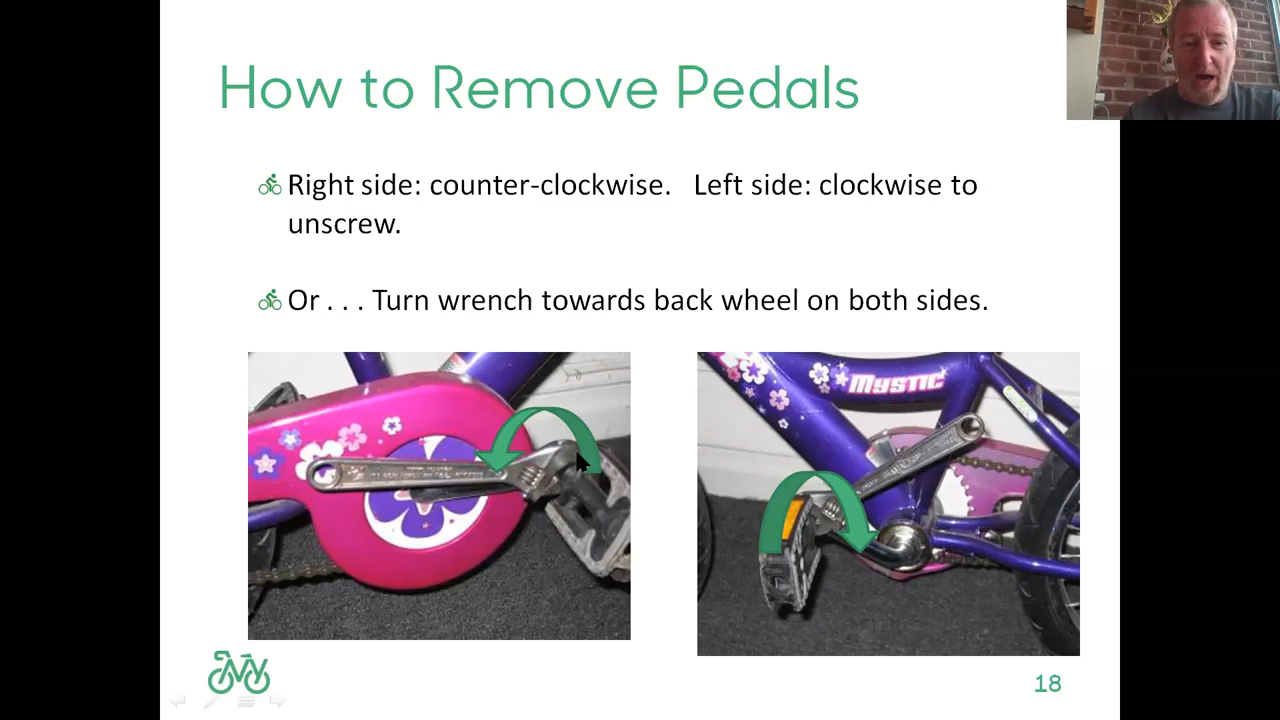 How to Remove Pedals
Right side: counter-clockwise.   Left side: clockwise to
unscrew.
Or . . . Turn wrench towards back wheel on both sides.
MYSTIC
18